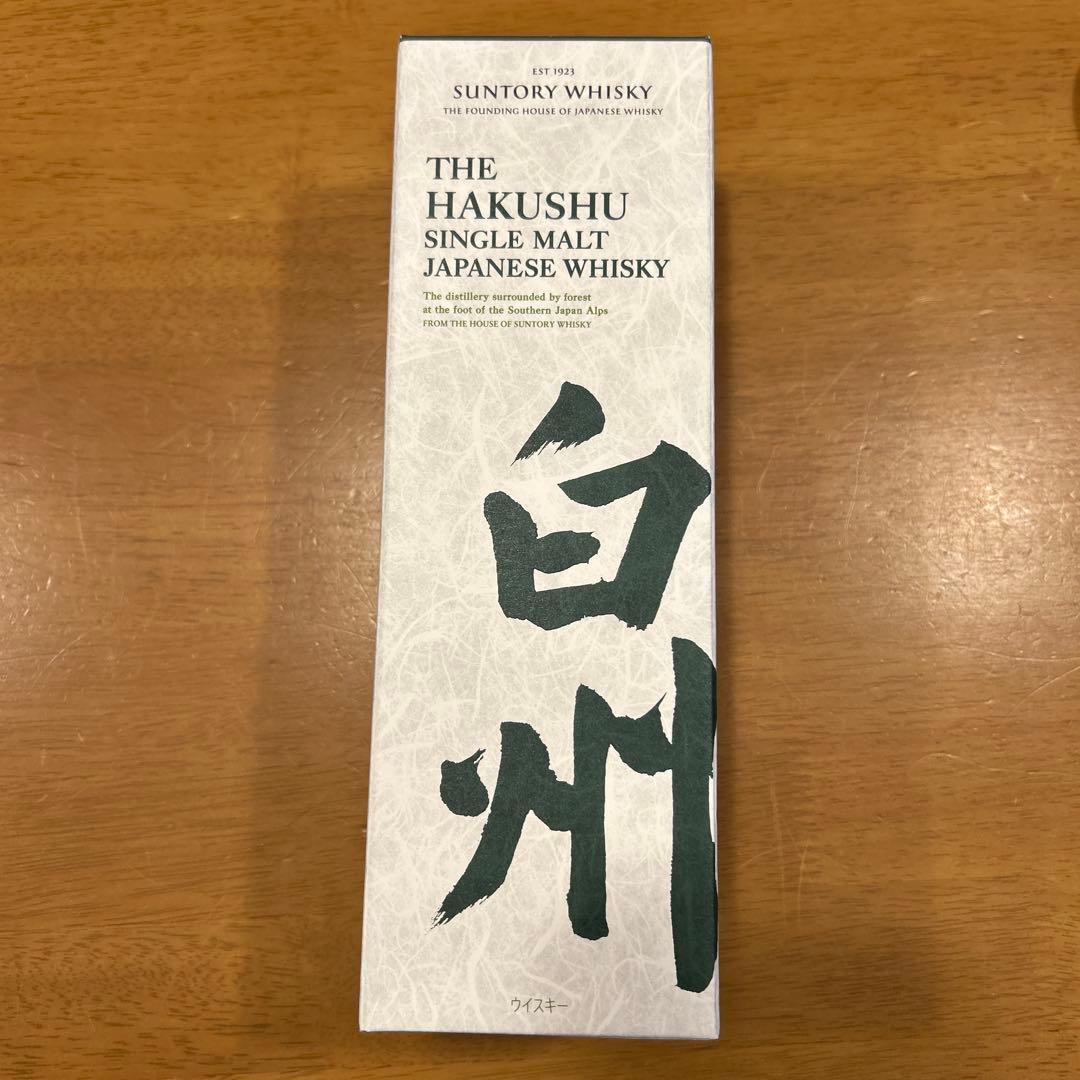 EST 1923
SUNTORY WHISKY
THE FOUNDING HOUSE OF JAPANESE WHISKY
THE
HAKUSHU
SINGLE MALT
JAPANESE WHISKY
The distillery surrounded by forest
at the foot of the Southern Japan Alps
FROM THE HOUSE OF SUNTORY WHISKY
白州
ウイスキー